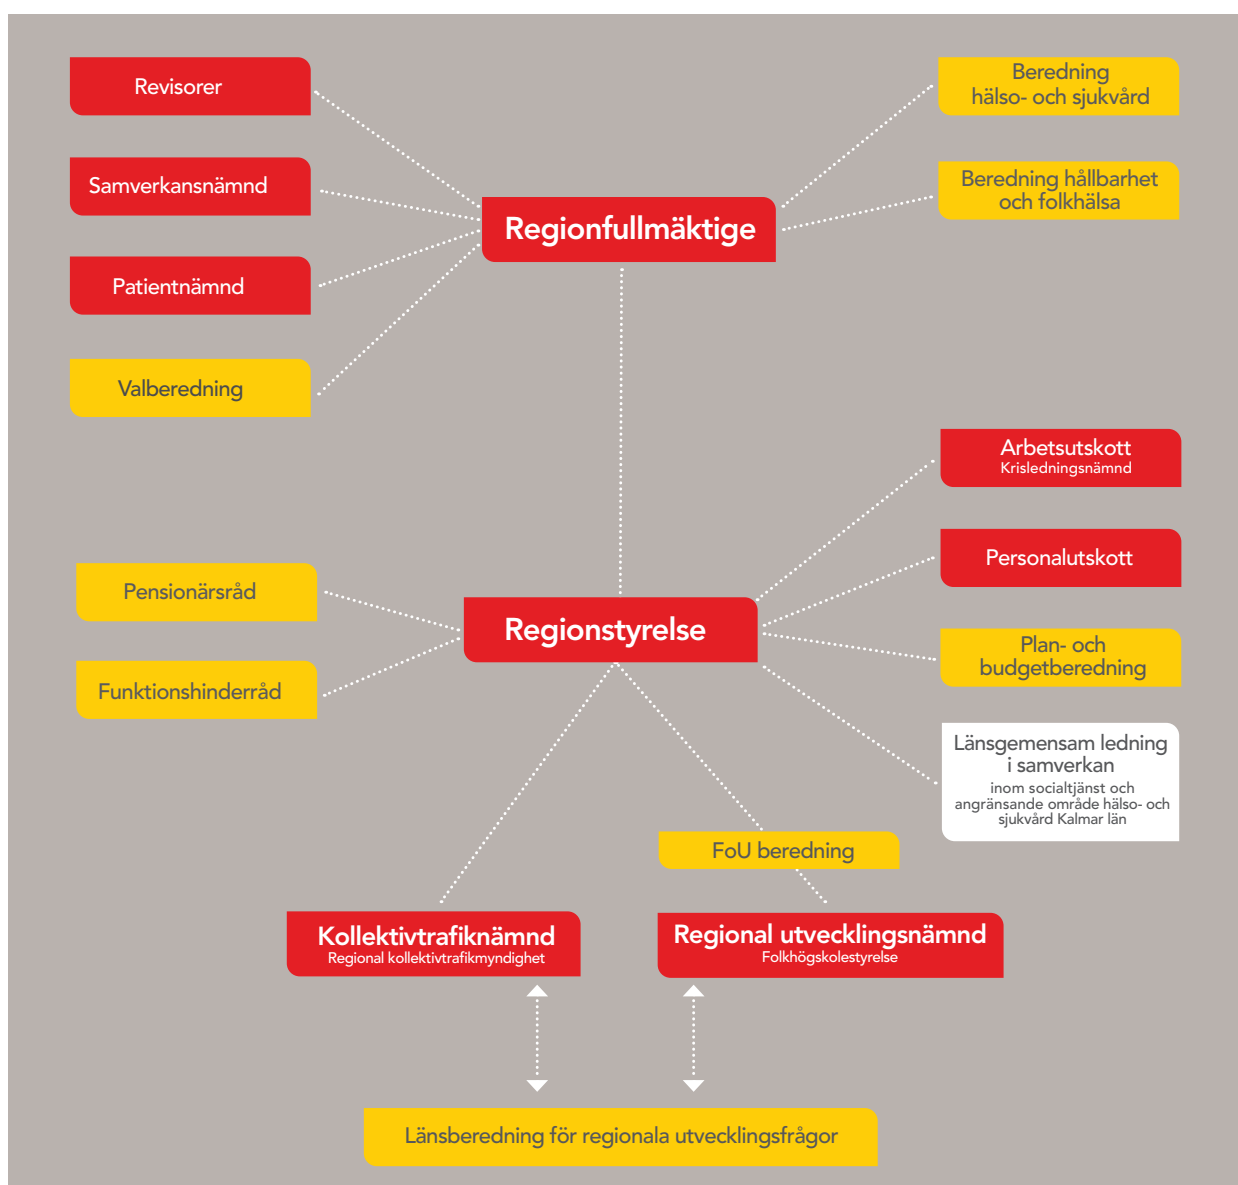 Revisorer
Samverkansnämnd
Patientnämnd
Valberedning
Regionfullmäktige
Beredning
hälso- och sjukvård
Beredning hållbarhet
och folkhälsa
Pensionärsråd
Funktionshinderråd
Regionstyrelse
Arbetsutskott
Krisledningsnämnd
Personalutskott
Plan- och
budgetberedning
Länsgemensam ledning
i samverkan
inom socialtjänst och
angränsande område hälso- och
sjukvård Kalmar län
FoU beredning
Kollektivtrafiknämnd
Regional kollektivtrafikmyndighet
Regional utvecklingsnämnd
Folkhögskolestyrelse
Länsberedning för regionala utvecklingsfrågor